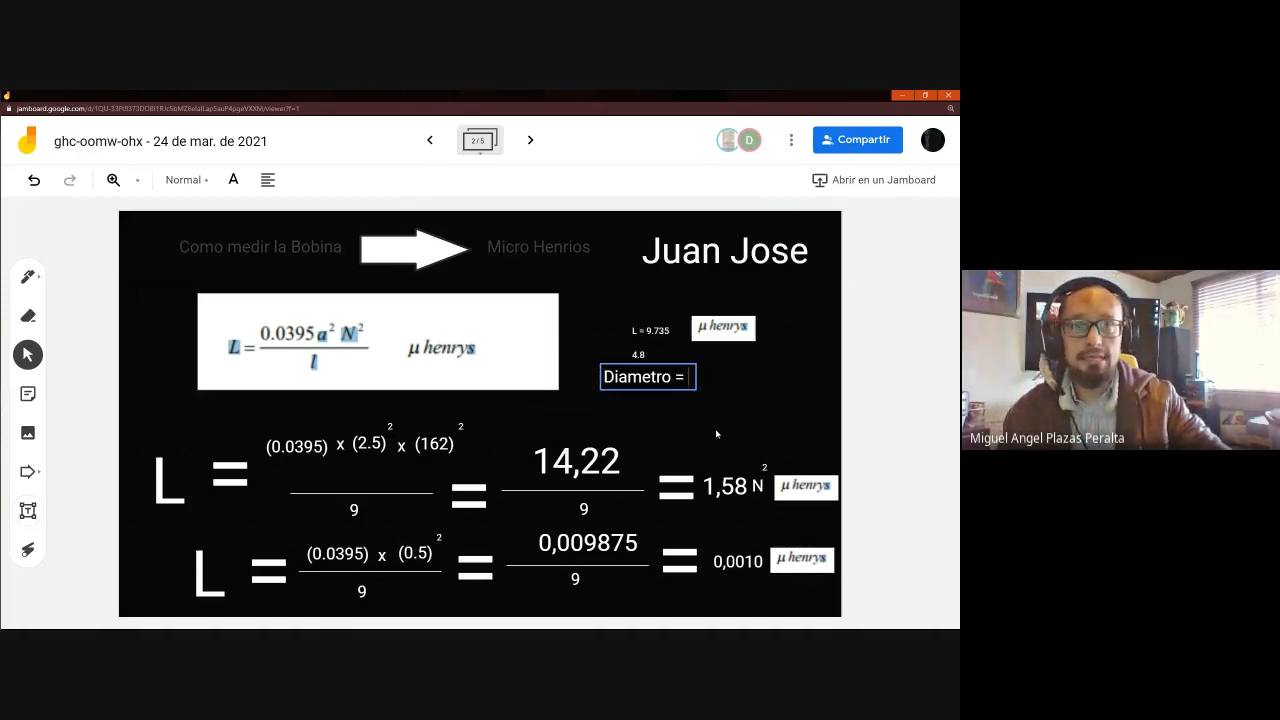 ghc-oomw-ohx - 24 de mar. de 2021
2/5
Compartir
D
Normal
A
Abrir en un Jamboard
Como medir la Bobina
Micro Henrios
Juan Jose
L = 0.0395 a² N² / l μ henrys
L = 9.735 μ henrys
4.8
Diametro =
L = (0.0395) x (2.5)² x (162)² / 9 = 14,22 / 9 = 1,58 N² μ henrys
L = (0.0395) x (0.5)² / 9 = 0,009875 / 9 = 0,0010 μ henrys
Miguel Angel Plazas Peralta